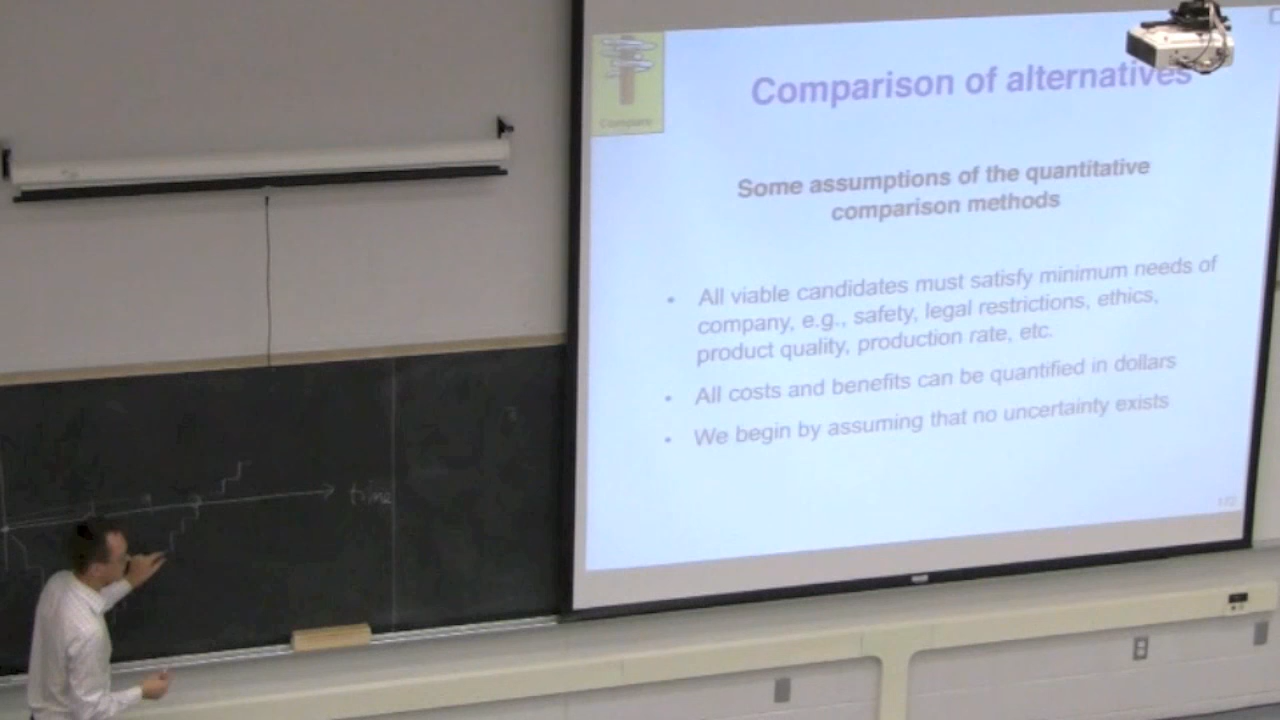 Compare
Comparison of alternatives
Some assumptions of the quantitative
comparison methods
• All viable candidates must satisfy minimum needs of
company, e.g., safety, legal restrictions, ethics,
product quality, production rate, etc.
• All costs and benefits can be quantified in dollars
• We begin by assuming that no uncertainty exists
time